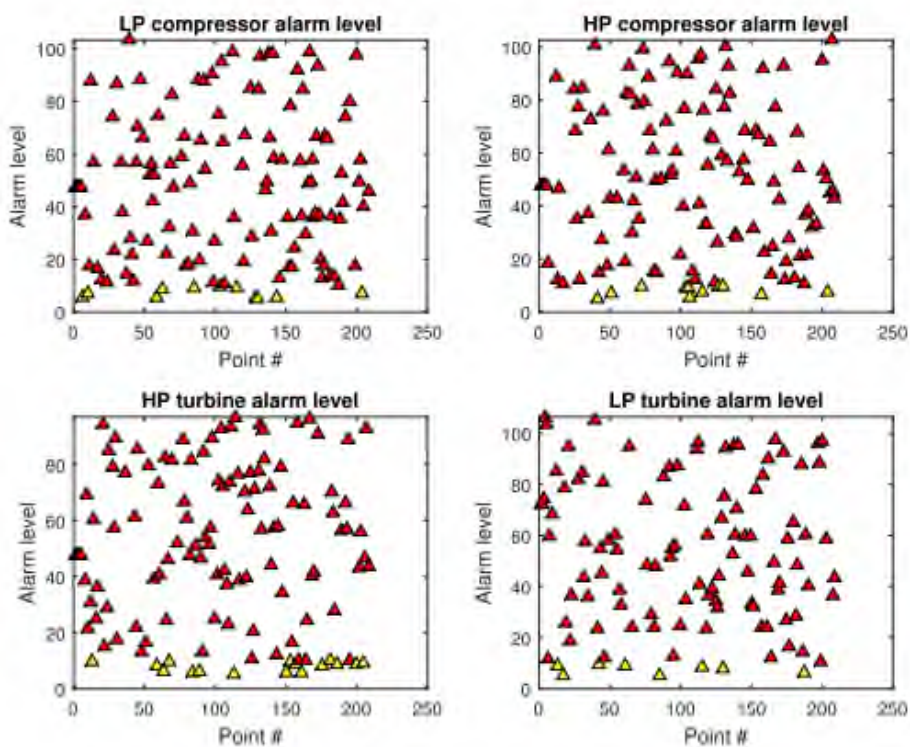 LP compressor alarm level
100
80
60
40
20
0
Alarm level
0 50 100 150 200 250
Point #
HP compressor alarm level
100
80
60
40
20
0
Alarm level
0 50 100 150 200 250
Point #
HP turbine alarm level
80
60
40
20
0
Alarm level
0 50 100 150 200 250
Point #
LP turbine alarm level
100
80
60
40
20
0
Alarm level
0 50 100 150 200 250
Point #